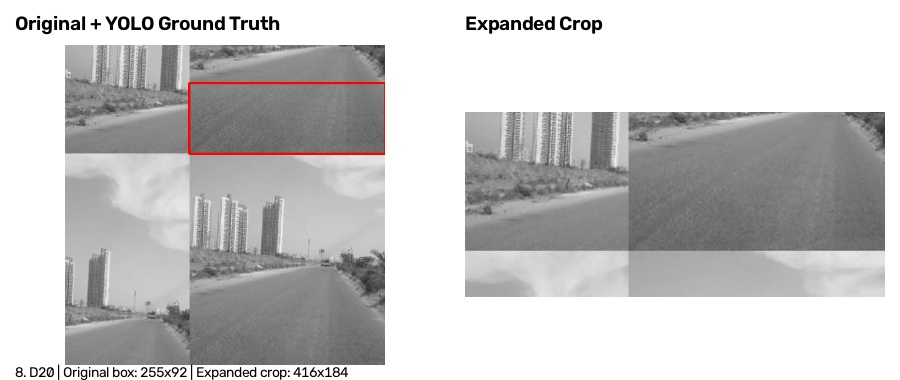 Original + YOLO Ground Truth
Expanded Crop
8. D20 | Original box: 255x92 | Expanded crop: 416x184